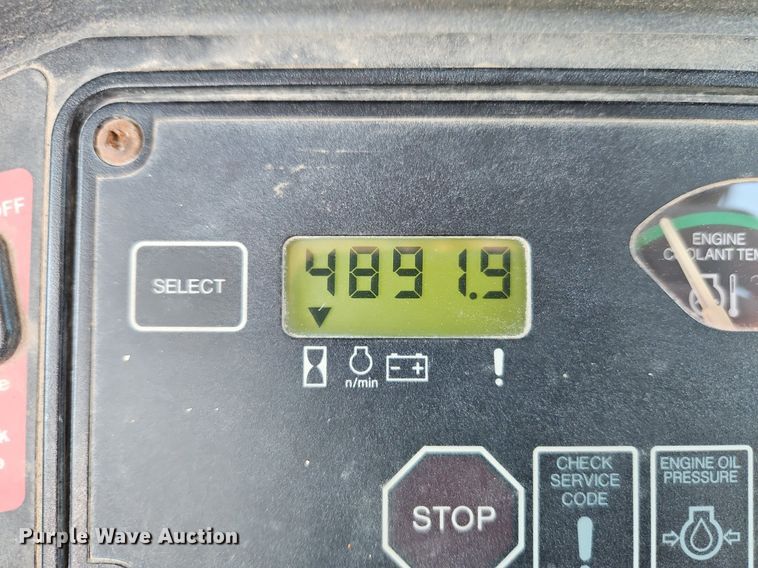 OFF
SELECT
4891.9
ENGINE
COOLANT TEM
n/min
STOP
CHECK
SERVICE
CODE
!
ENGINE OIL
PRESSURE
Purple Wave Auction